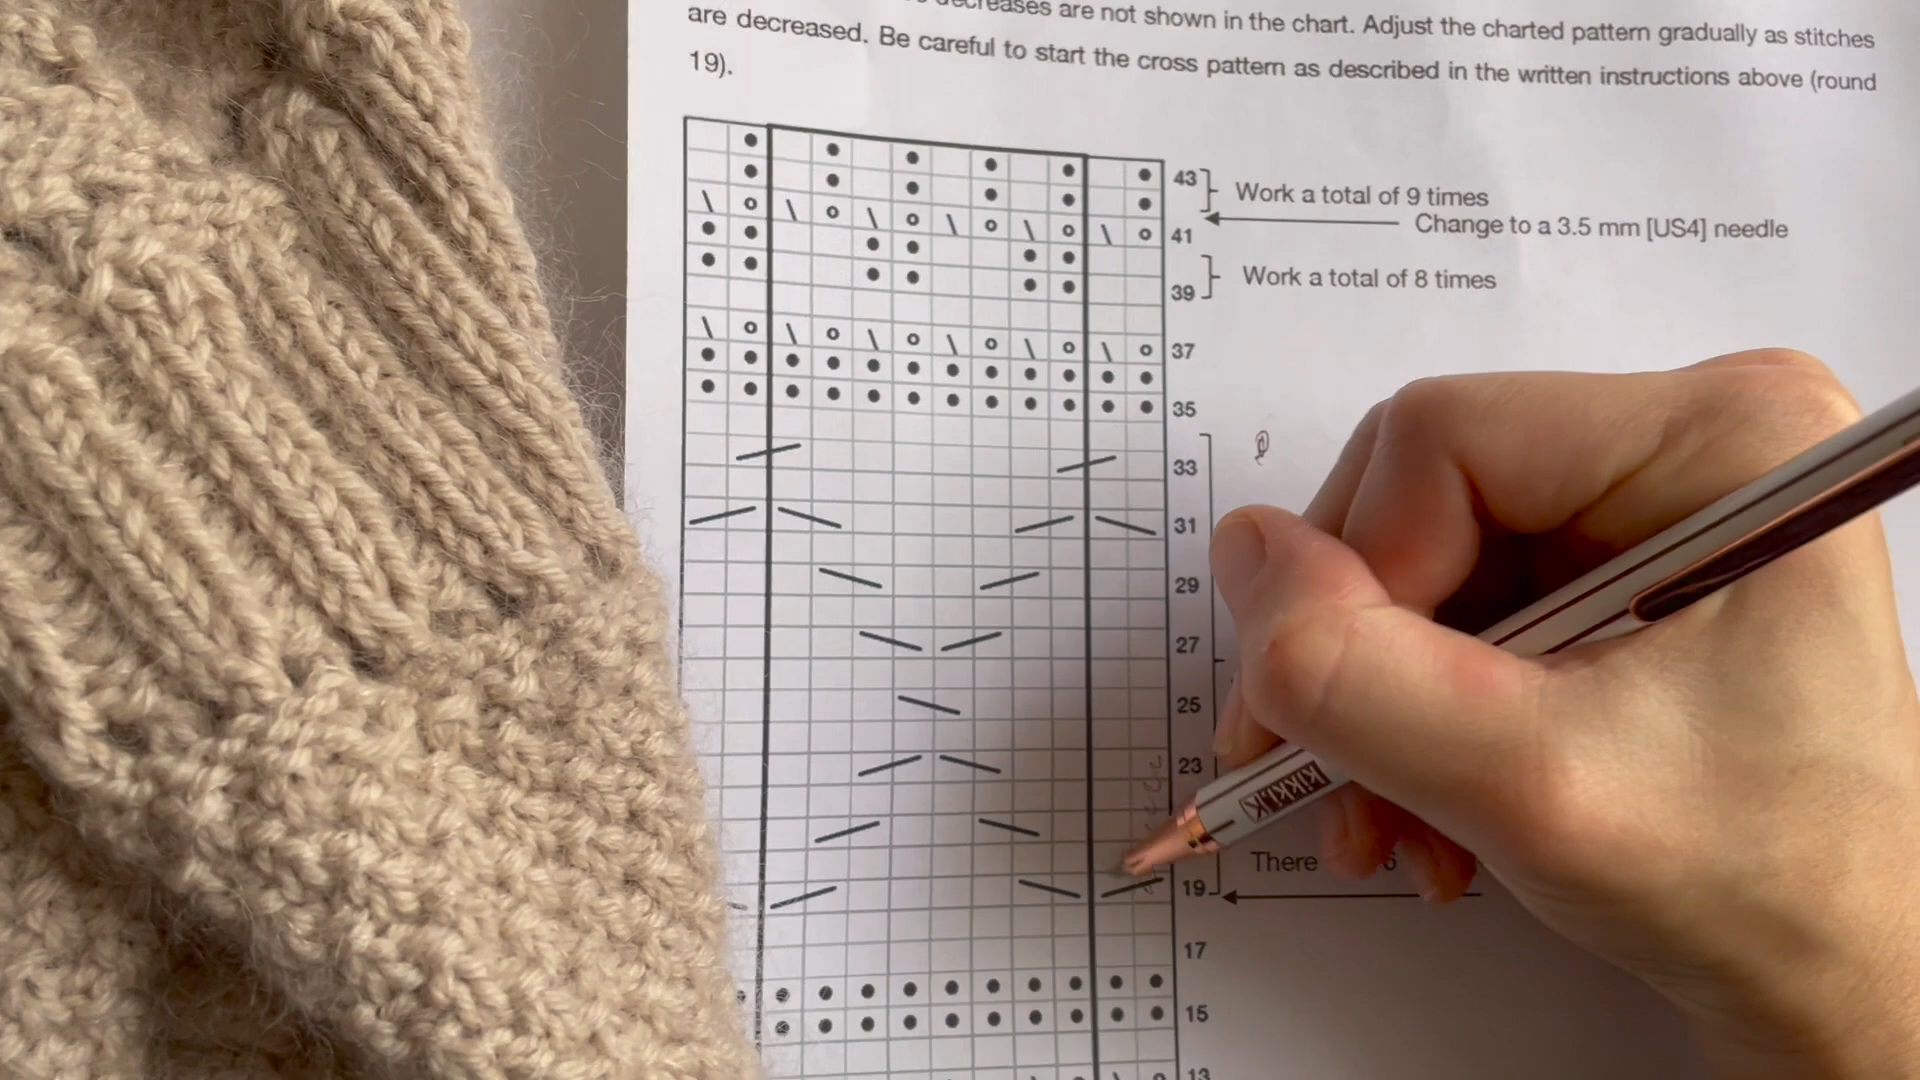 decreases are not shown in the chart. Adjust the charted pattern gradually as stitches
are decreased. Be careful to start the cross pattern as described in the written instructions above (round
19).
43 Work a total of 9 times
Change to a 3.5 mm [US4] needle
41
39 Work a total of 8 times
37
35
33
31
29
27
25
23
kikki.K
19 There 6
17
15
13